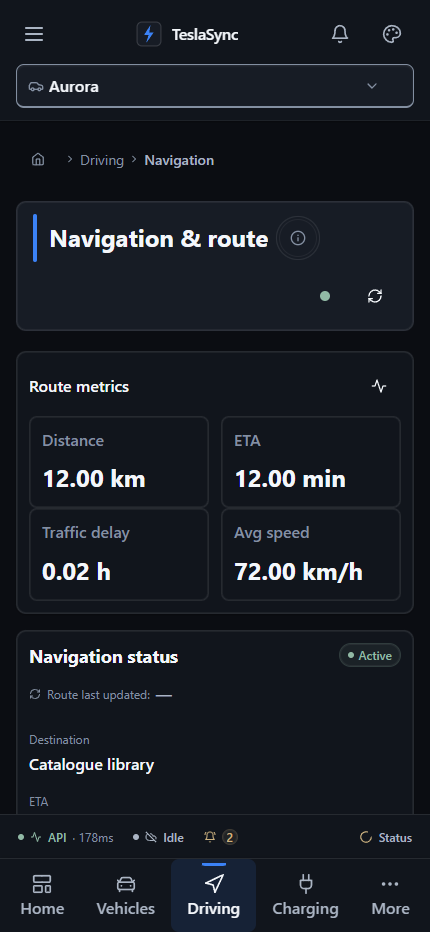 TeslaSync
Aurora
Driving
Navigation
Navigation & route
Route metrics
Distance
12.00 km
ETA
12.00 min
Traffic delay
0.02 h
Avg speed
72.00 km/h
Navigation status
Active
Route last updated: —
Destination
Catalogue library
ETA
API · 178ms
Idle
2
Status
Home
Vehicles
Driving
Charging
More